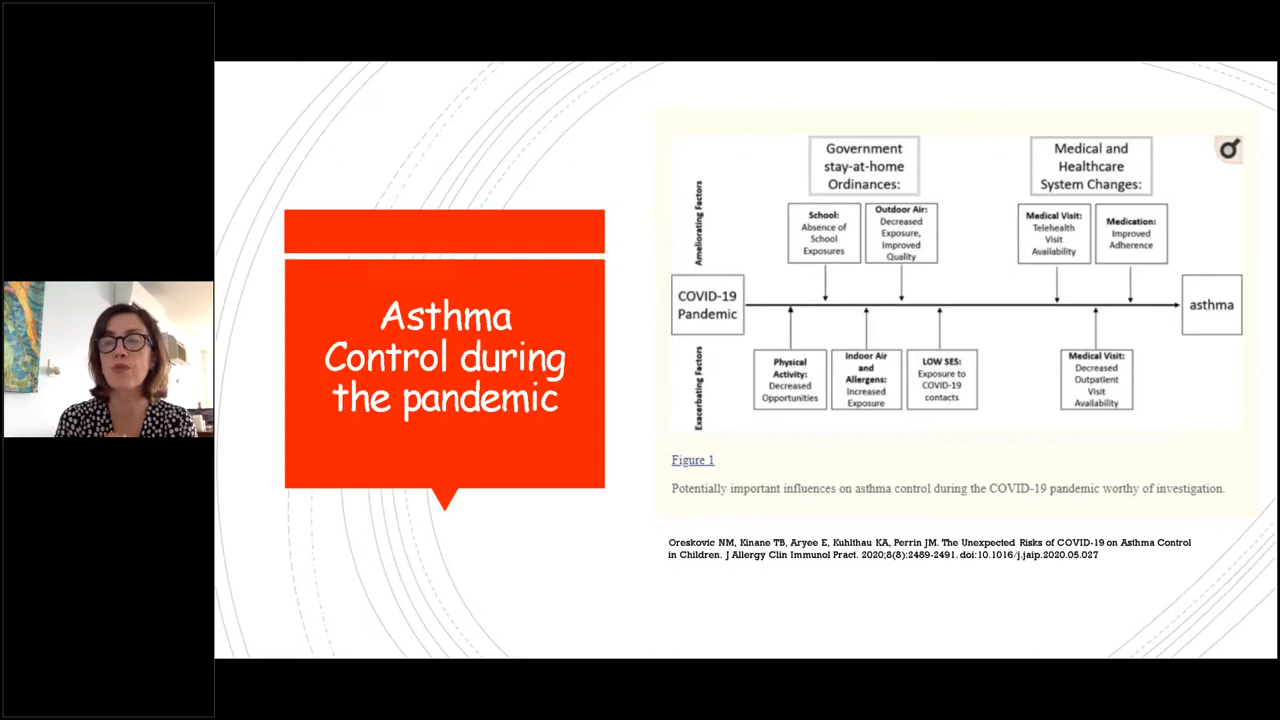 Asthma
Control during
the pandemic
Government
stay-at-home
Ordinances:
Medical and
Healthcare
System Changes:
Ameliorating Factors
School:
Absence of
School
Exposures
Outdoor Air:
Decreased
Exposure,
Improved
Quality
Medical Visit:
Telehealth
Visit
Availability
Medication:
Improved
Adherence
COVID-19
Pandemic
asthma
Exacerbating Factors
Physical
Activity:
Decreased
Opportunities
Indoor Air
and
Allergens:
Increased
Exposure
LOW SES:
Exposure to
COVID-19
contacts
Medical Visit:
Decreased
Outpatient
Visit
Availability
Figure 1
Potentially important influences on asthma control during the COVID-19 pandemic worthy of investigation.
Oreskovic NM, Kinane TB, Aryee E, Kuhlthau KA, Perrin JM. The Unexpected Risks of COVID-19 on Asthma Control
in Children. J Allergy Clin Immunol Pract. 2020;8(8):2489-2491. doi:10.1016/j.jaip.2020.05.027